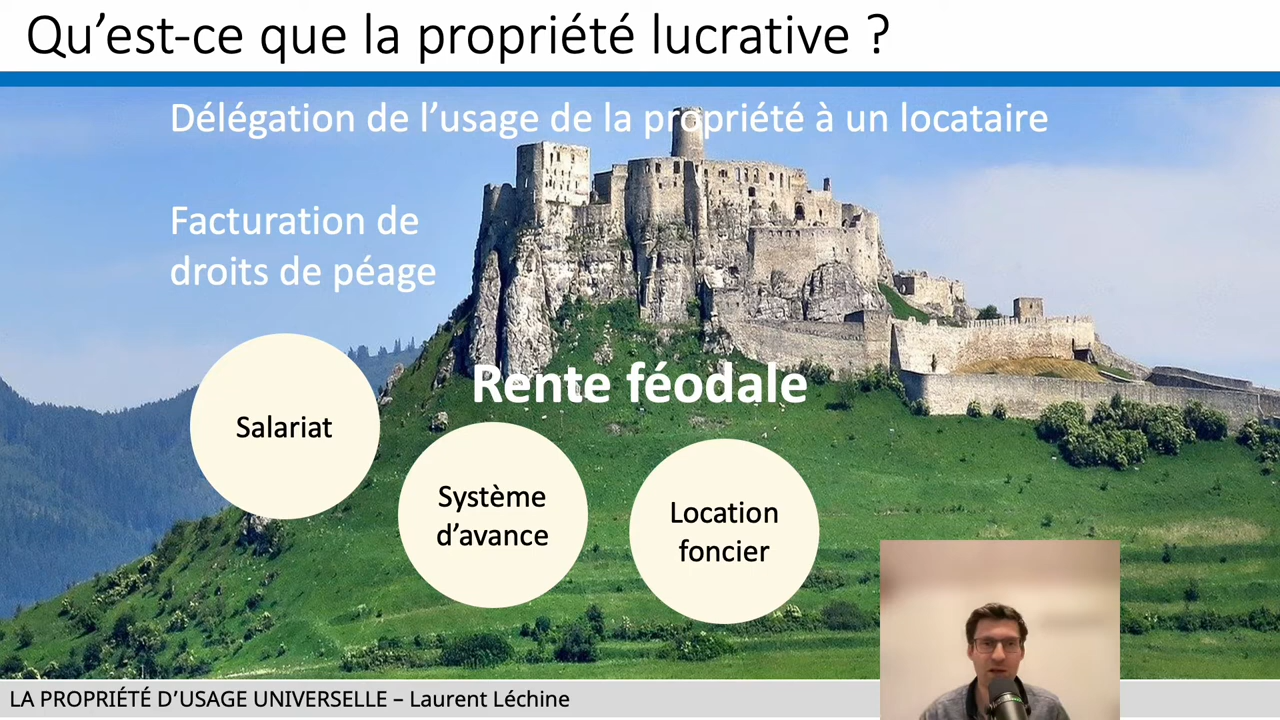 Qu’est-ce que la propriété lucrative ?
Délégation de l’usage de la propriété à un locataire
Facturation de
droits de péage
Rente féodale
Salariat
Système
d’avance
Location
foncier
LA PROPRIÉTÉ D’USAGE UNIVERSELLE – Laurent Léchine